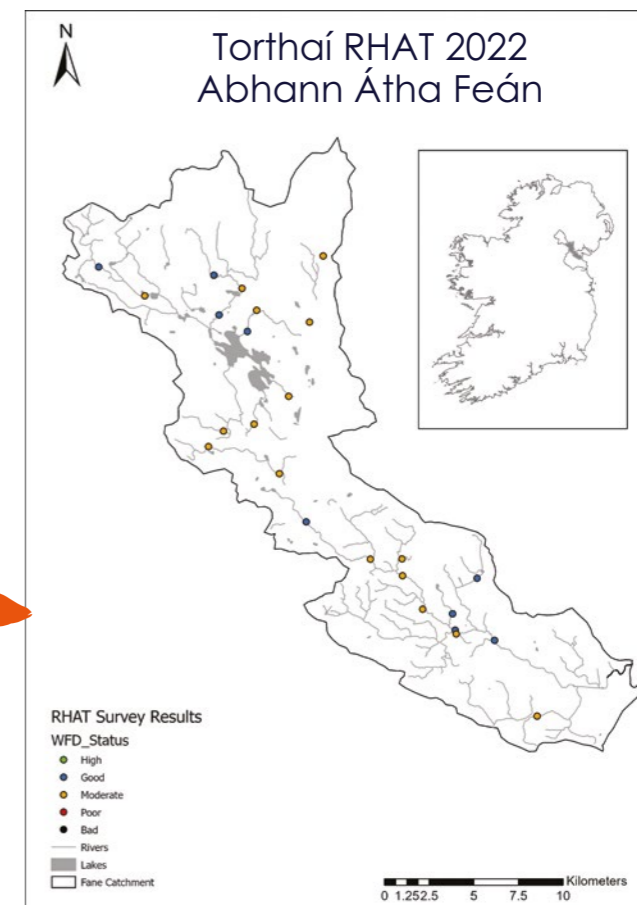 N
Torthaí RHAT 2022
Abhann Átha Feán
RHAT Survey Results
WFD_Status
High
Good
Moderate
Poor
Bad
Rivers
Lakes
Fane Catchment
Kilometers
0 1.252.5 5 7.5 10